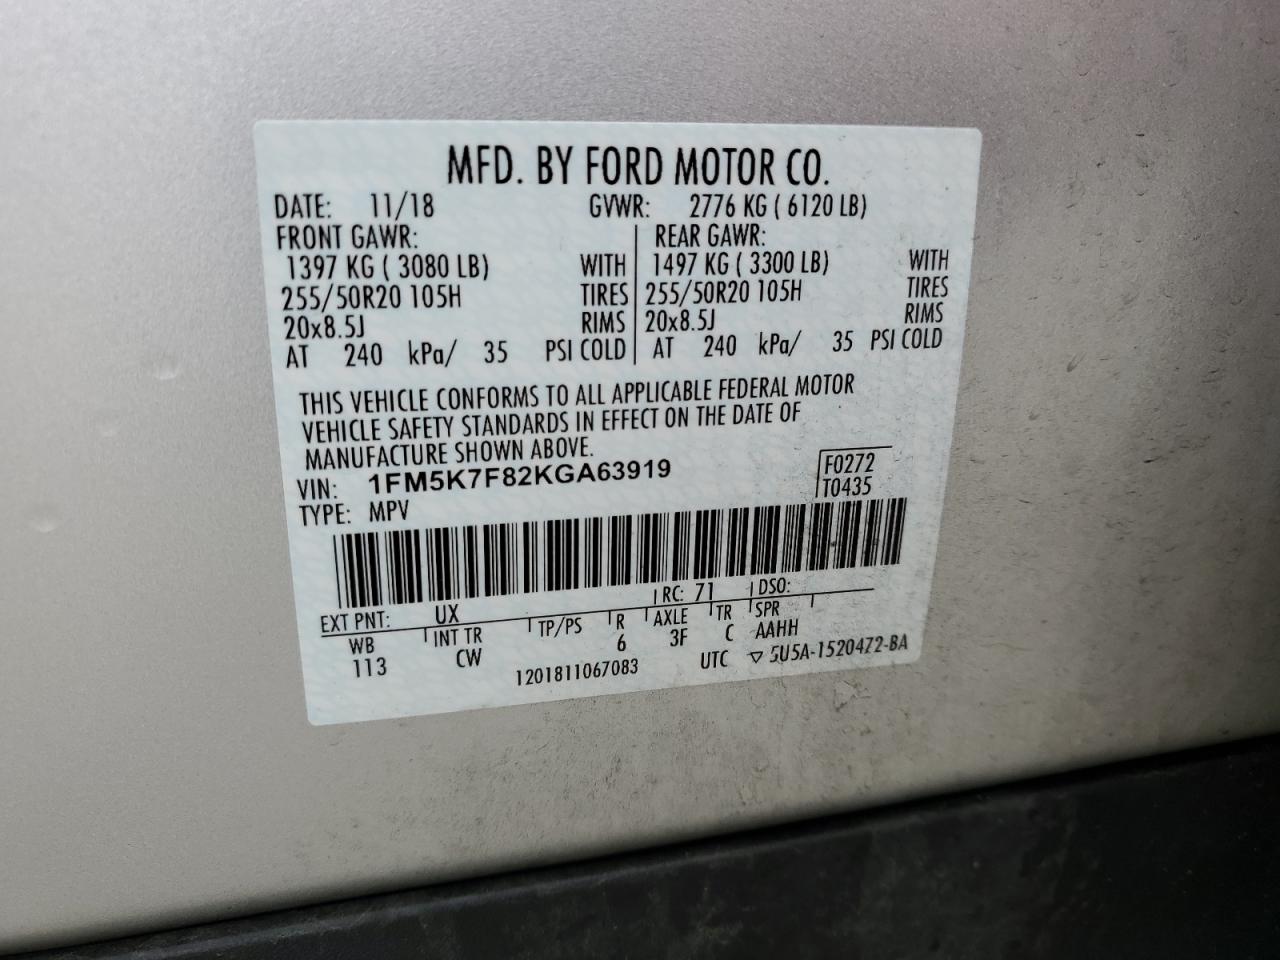 MFD. BY FORD MOTOR CO.
DATE: 11/18 GVWR: 2776 KG ( 6120 LB)
FRONT GAWR: REAR GAWR:
1397 KG ( 3080 LB) WITH 1497 KG ( 3300 LB) WITH
255/50R20 105H TIRES 255/50R20 105H TIRES
20x8.5J RIMS 20x8.5J RIMS
AT 240 kPa/ 35 PSI COLD AT 240 kPa/ 35 PSI COLD
THIS VEHICLE CONFORMS TO ALL APPLICABLE FEDERAL MOTOR
VEHICLE SAFETY STANDARDS IN EFFECT ON THE DATE OF
MANUFACTURE SHOWN ABOVE.
VIN: 1FM5K7F82KGA63919 F0272
TYPE: MPV T0435
EXT PNT: UX RC: 71 DSO:
WB INT TR TP/PS R AXLE TR SPR
113 CW 6 3F C AAHH
1201811067083 UTC ▽ 5U5A-1520472-BA